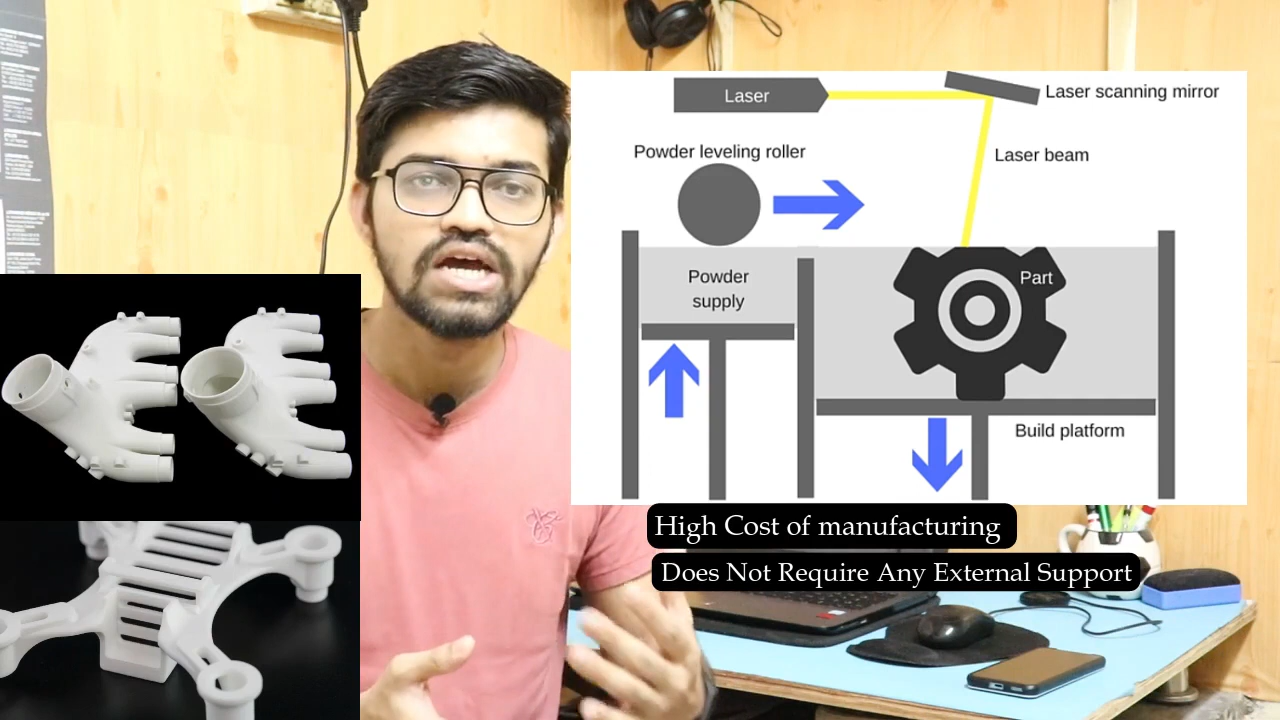 Laser
Laser scanning mirror
Powder leveling roller
Laser beam
Powder
supply
Part
Build platform
High Cost of manufacturing
Does Not Require Any External Support